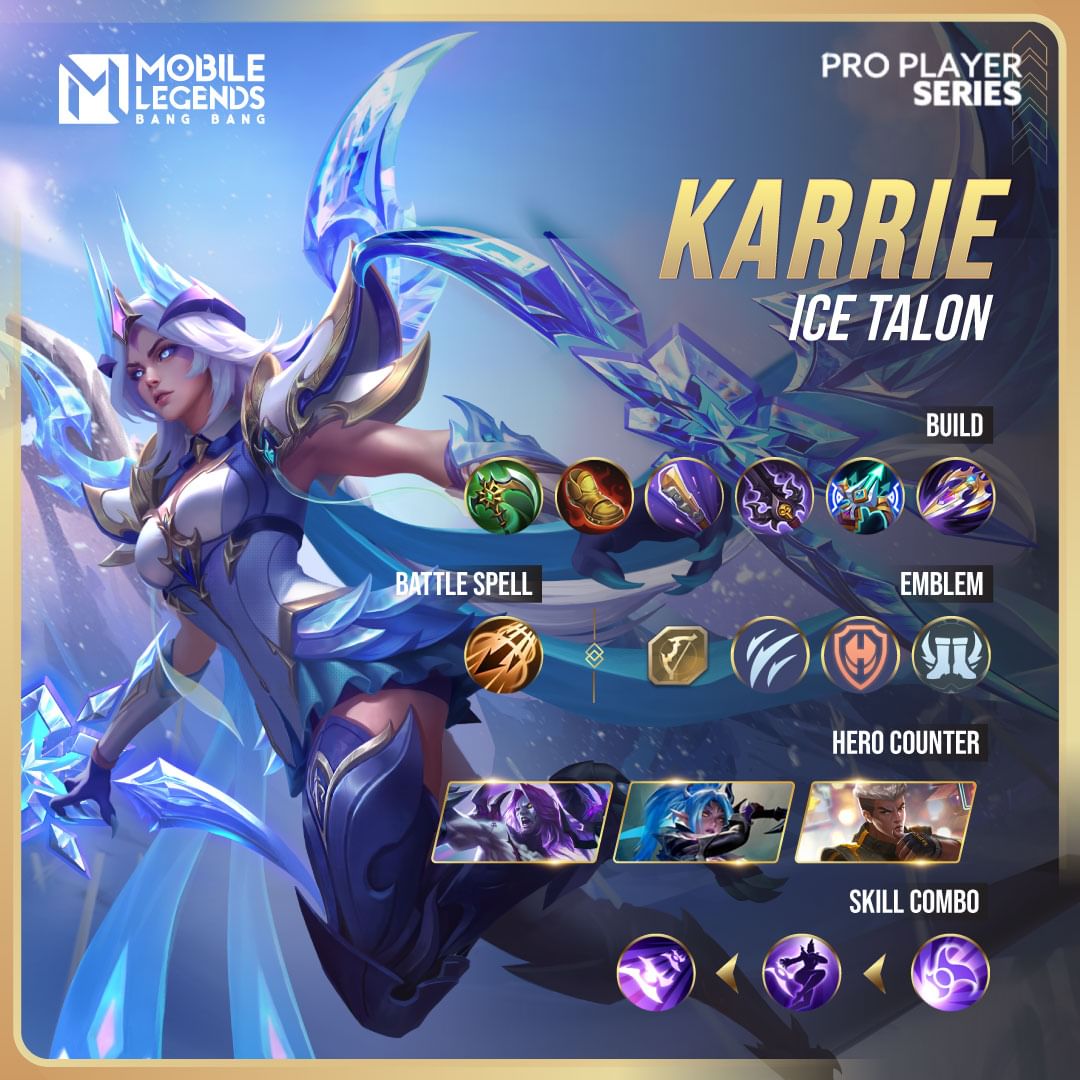 MOBILE
LEGENDS
BANG BANG
PRO PLAYER
SERIES
KARRIE
ICE TALON
BUILD
BATTLE SPELL
EMBLEM
HERO COUNTER
SKILL COMBO